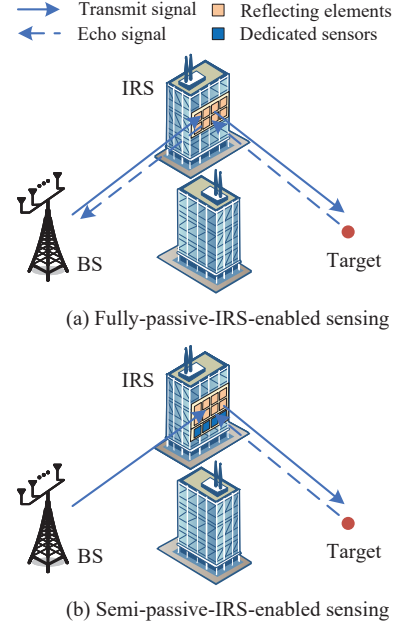 Transmit signal
Reflecting elements
Echo signal
Dedicated sensors
IRS
BS
Target
(a) Fully-passive-IRS-enabled sensing
IRS
BS
Target
(b) Semi-passive-IRS-enabled sensing